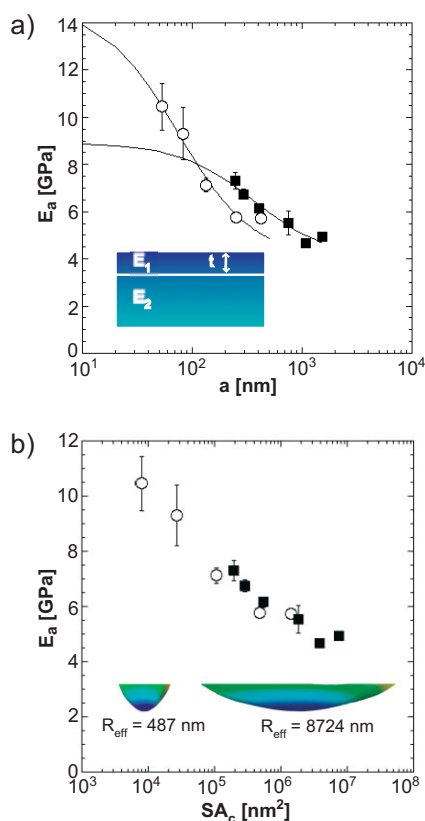 a)
14
12
10
8
6
4
2
0
E_a [GPa]
E_1
t
E_2
10^1
10^2
10^3
10^4
a [nm]
b)
12
10
8
6
4
2
0
E_a [GPa]
R_eff = 487 nm
R_eff = 8724 nm
10^3
10^4
10^5
10^6
10^7
10^8
SA_c [nm^2]